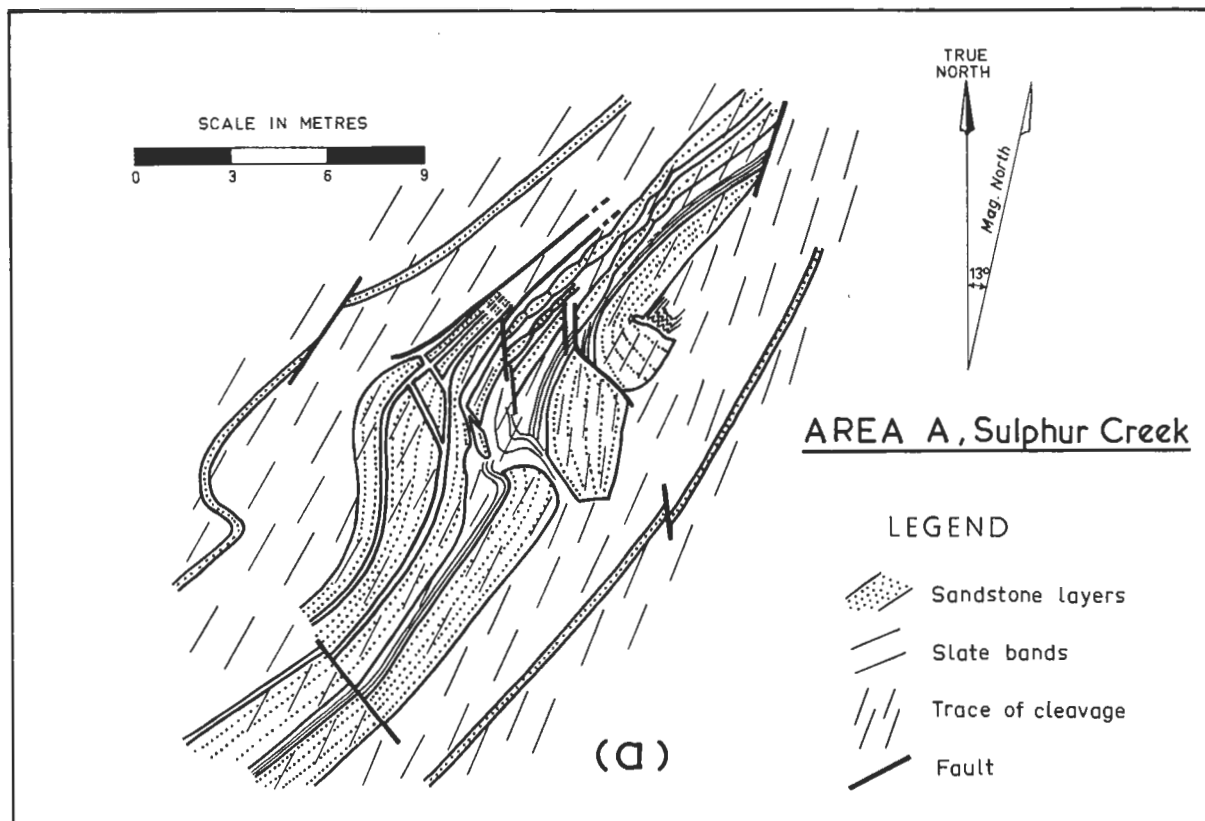 SCALE IN METRES
0 3 6 9
TRUE
NORTH
Mag. North
13°
AREA A, Sulphur Creek
LEGEND
Sandstone layers
Slate bands
Trace of cleavage
Fault
(a)